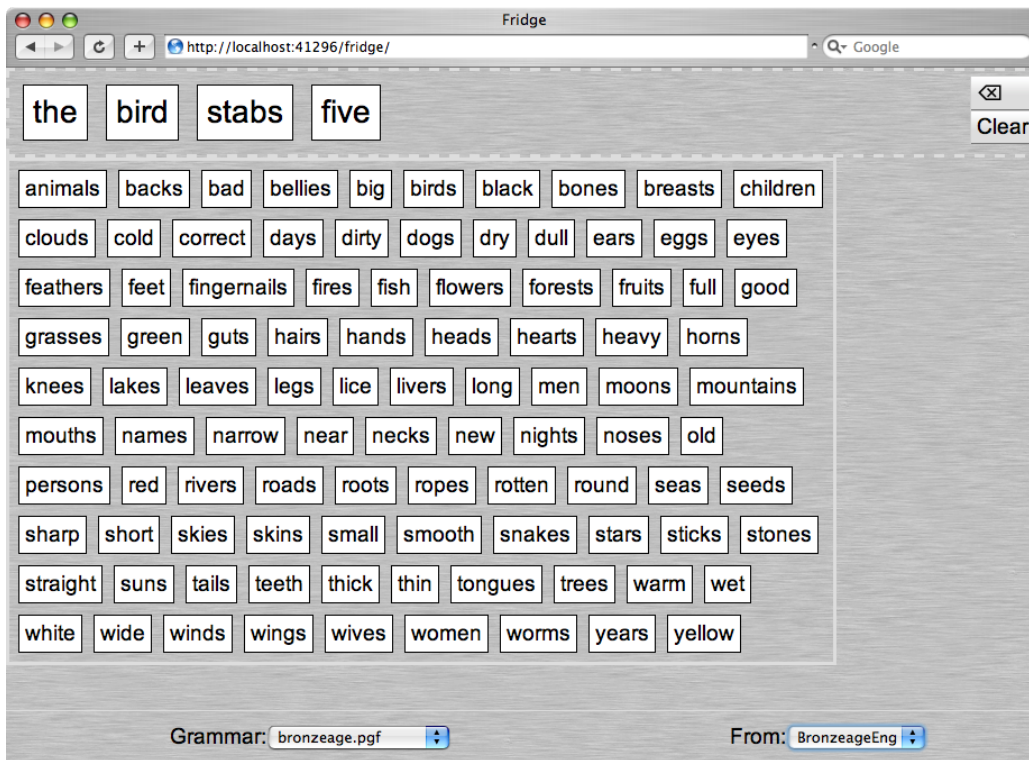 Fridge
http://localhost:41296/fridge/ Google
the bird stabs five
Clear
animals backs bad bellies big birds black bones breasts children
clouds cold correct days dirty dogs dry dull ears eggs eyes
feathers feet fingernails fires fish flowers forests fruits full good
grasses green guts hairs hands heads hearts heavy horns
knees lakes leaves legs lice livers long men moons mountains
mouths names narrow near necks new nights noses old
persons red rivers roads roots ropes rotten round seas seeds
sharp short skies skins small smooth snakes stars sticks stones
straight suns tails teeth thick thin tongues trees warm wet
white wide winds wings wives women worms years yellow
Grammar: bronzeage.pgf From: BronzeageEng